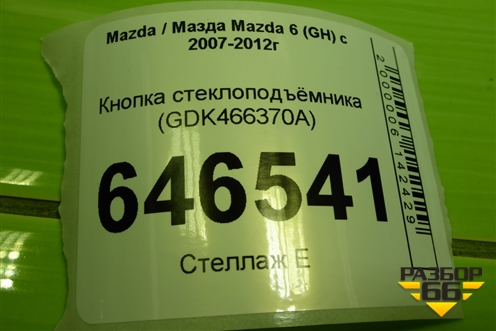 Mazda / Мазда Mazda 6 (GH) с
2007-2012г
Кнопка стеклоподъёмника
(GDK466370A)
646541
Стеллаж Е
2000006142429
РАЗБОР
66